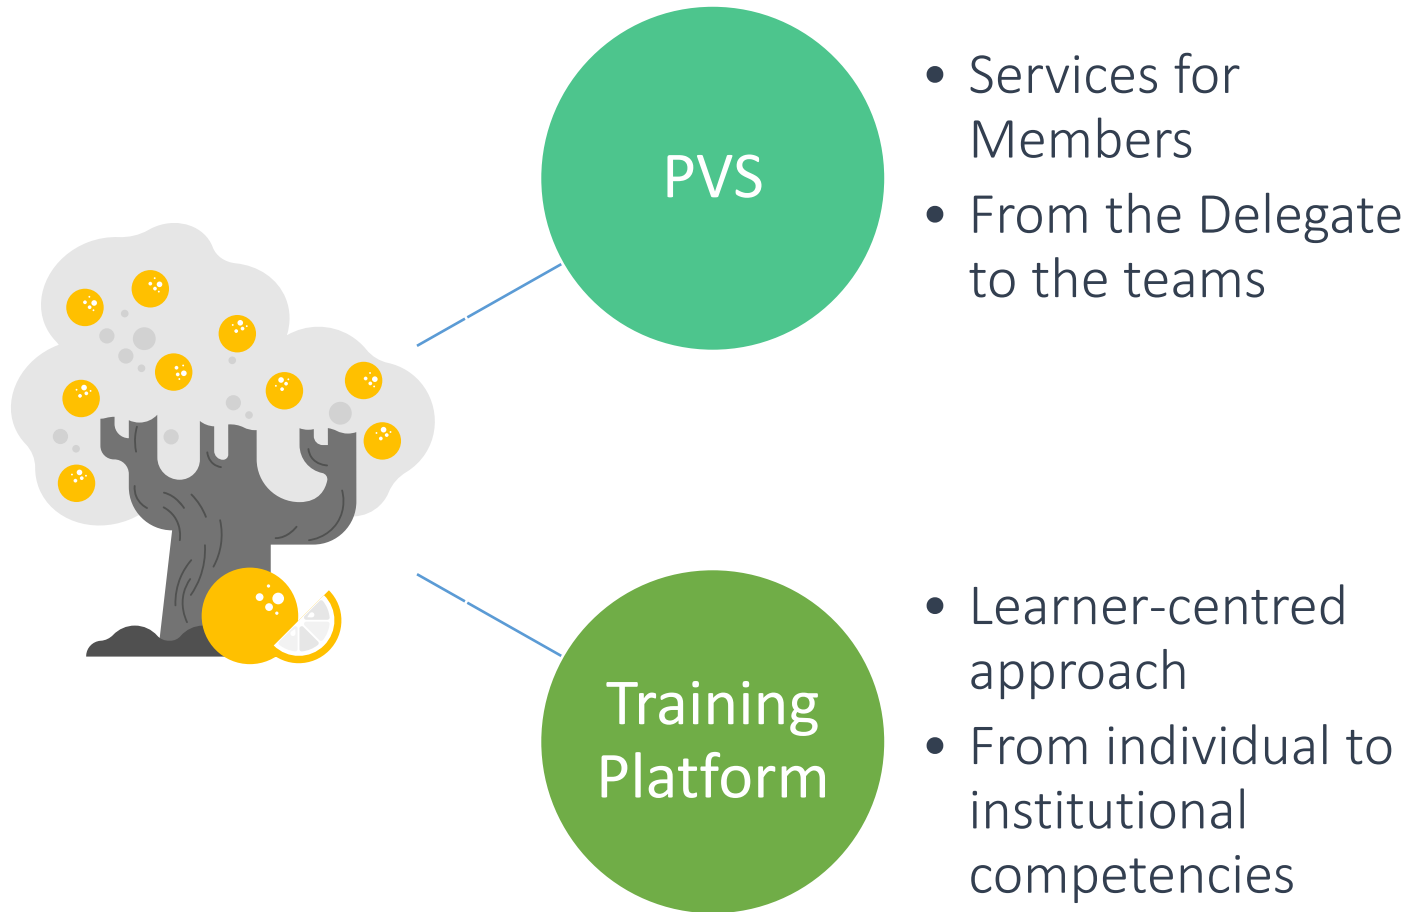 PVS
• Services for
Members
• From the Delegate
to the teams
Training
Platform
• Learner-centred
approach
• From individual to
institutional
competencies